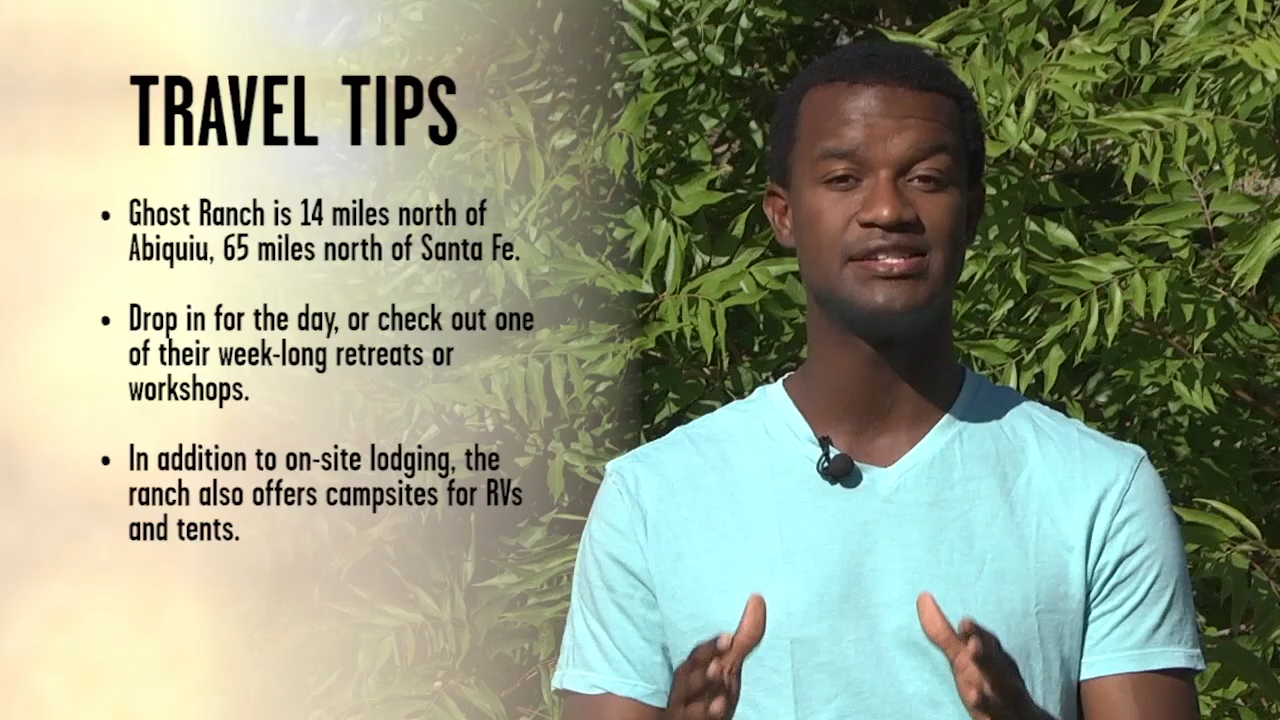 TRAVEL TIPS
• Ghost Ranch is 14 miles north of
Abiquiu, 65 miles north of Santa Fe.
• Drop in for the day, or check out one
of their week-long retreats or
workshops.
• In addition to on-site lodging, the
ranch also offers campsites for RVs
and tents.